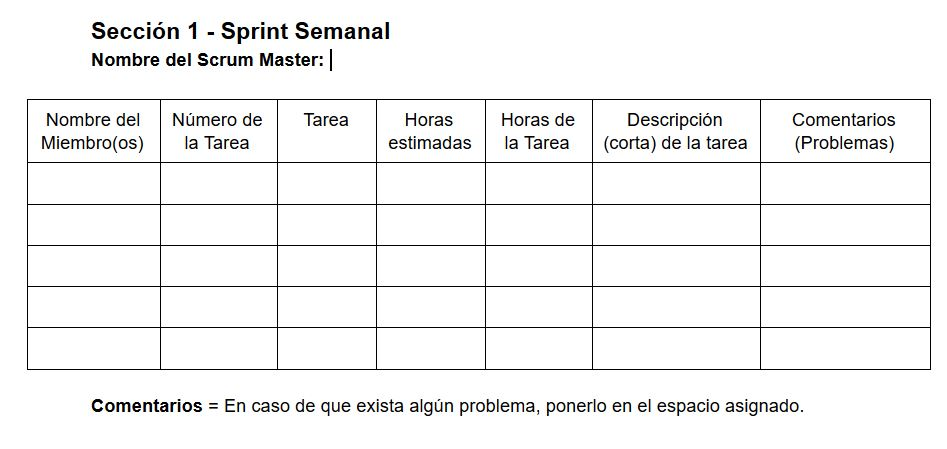 Sección 1 - Sprint Semanal
Nombre del Scrum Master:
Nombre del Miembro(os)
Número de la Tarea
Tarea
Horas estimadas
Horas de la Tarea
Descripción (corta) de la tarea
Comentarios (Problemas)
Comentarios = En caso de que exista algún problema, ponerlo en el espacio asignado.